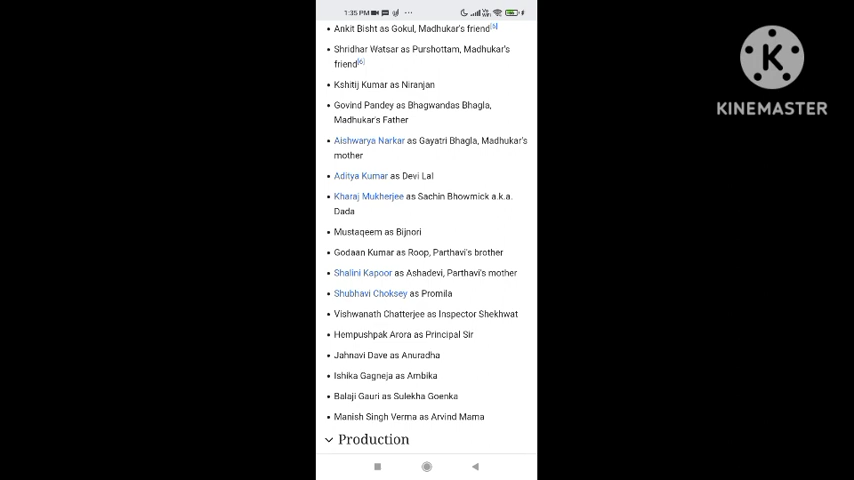 1:35 PM
• Ankit Bisht as Gokul, Madhukar's friend[5]
• Shridhar Watsar as Purshottam, Madhukar's
friend[6]
• Kshitij Kumar as Niranjan
• Govind Pandey as Bhagwandas Bhagla,
Madhukar's Father
• Aishwarya Narkar as Gayatri Bhagla, Madhukar's
mother
• Aditya Kumar as Devi Lal
• Kharaj Mukherjee as Sachin Bhowmick a.k.a.
Dada
• Mustaqeem as Bijnori
• Godaan Kumar as Roop, Parthavi's brother
• Shalini Kapoor as Ashadevi, Parthavi's mother
• Shubhavi Choksey as Promila
• Vishwanath Chatterjee as Inspector Shekhwat
• Hempushpak Arora as Principal Sir
• Jahnavi Dave as Anuradha
• Ishika Gagneja as Ambika
• Balaji Gauri as Sulekha Goenka
• Manish Singh Verma as Arvind Mama
Production
K
KINEMASTER